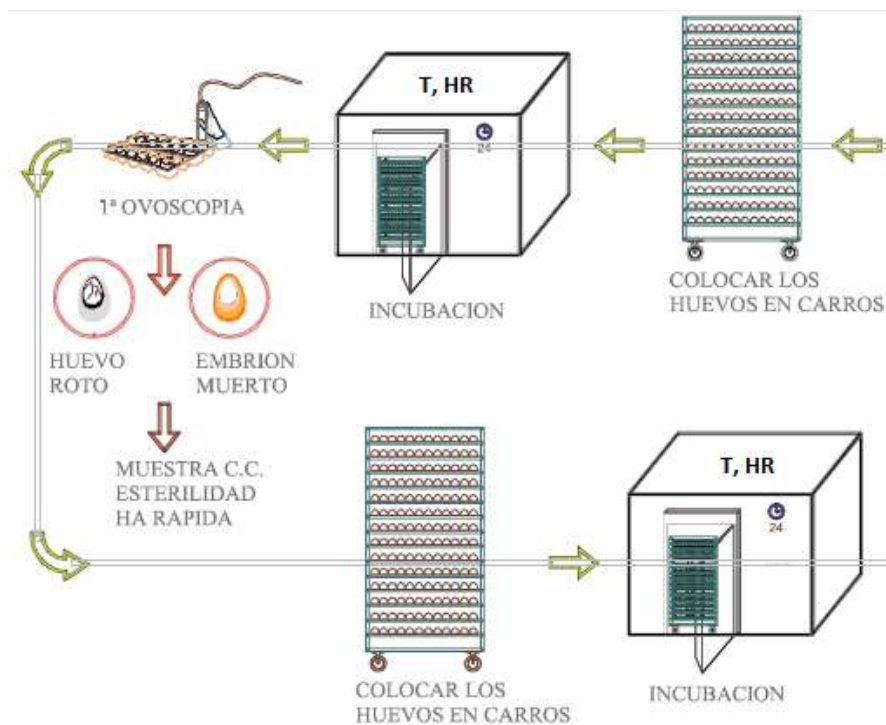 T, HR
24
1ª OVOSCOPIA
INCUBACION
COLOCAR LOS
HUEVOS EN CARROS
HUEVO
ROTO
EMBRION
MUERTO
MUESTRA C.C.
ESTERILIDAD
HA RAPIDA
T, HR
24
COLOCAR LOS
HUEVOS EN CARROS
INCUBACION